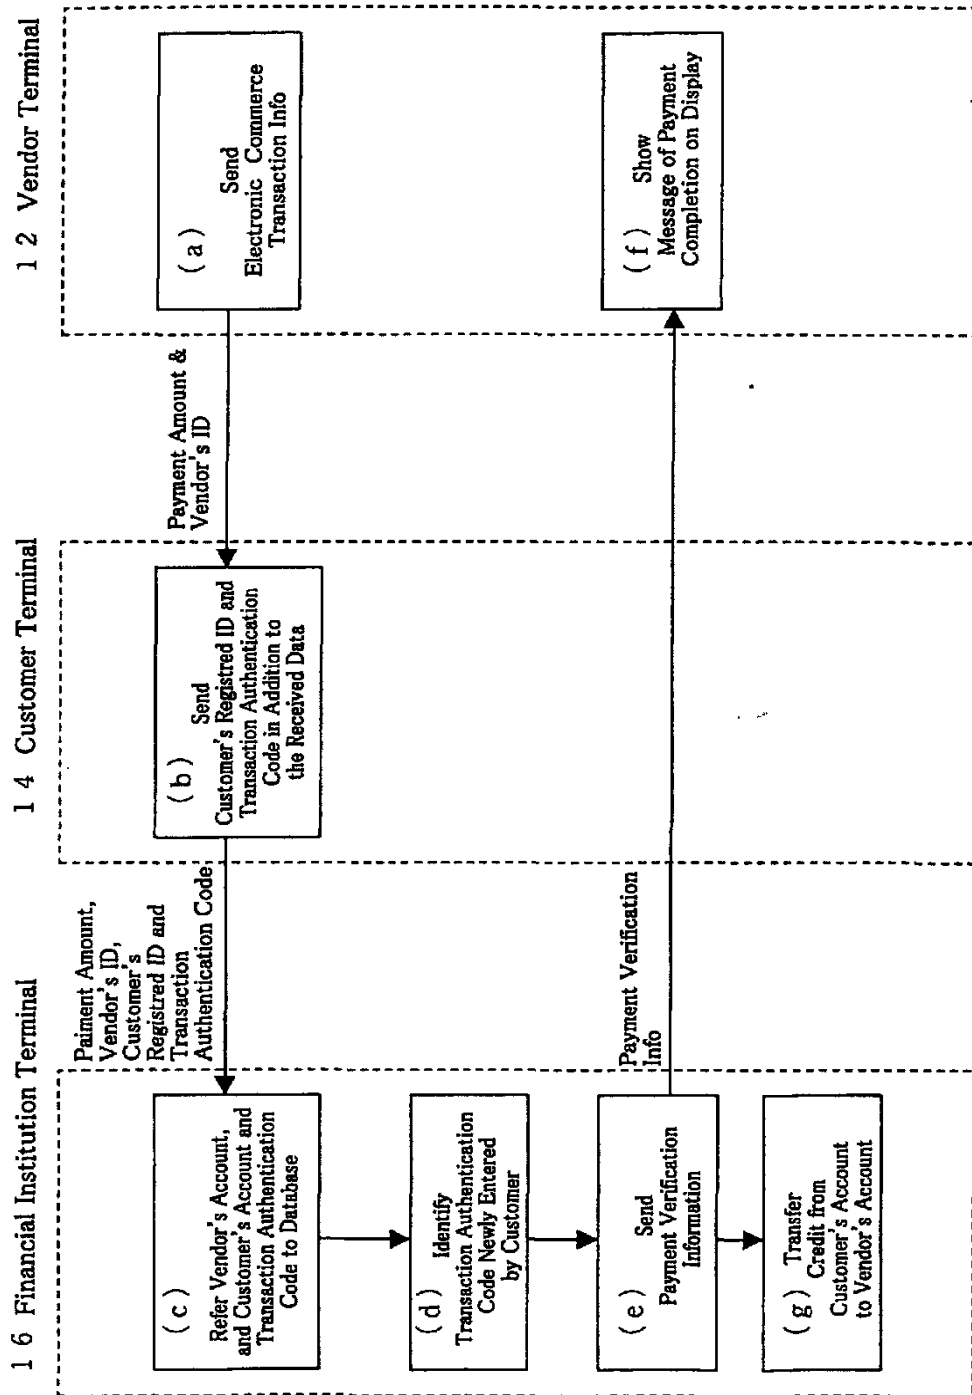 1 6 Financial Institution Terminal
1 4 Customer Terminal
1 2 Vendor Terminal
(a)
Send
Electronic Commerce
Transaction Info
Payment Amount &
Vendor's ID
(b)
Send
Customer's Registred ID and
Transaction Authentication
Code in Addition to
the Received Data
Paiment Amount,
Vendor's ID,
Customer's
Registred ID and
Transaction
Authentication Code
(c)
Refer Vendor's Account,
and Customer's Account and
Transaction Authentication
Code to Database
(d)
Identify
Transaction Authentication
Code Newly Entered
by Customer
(e)
Send
Payment Verification
Information
Payment Verification
Info
(f)
Show
Message of Payment
Completion on Display
(g)
Transfer
Credit from
Customer's Account
to Vendor's Account